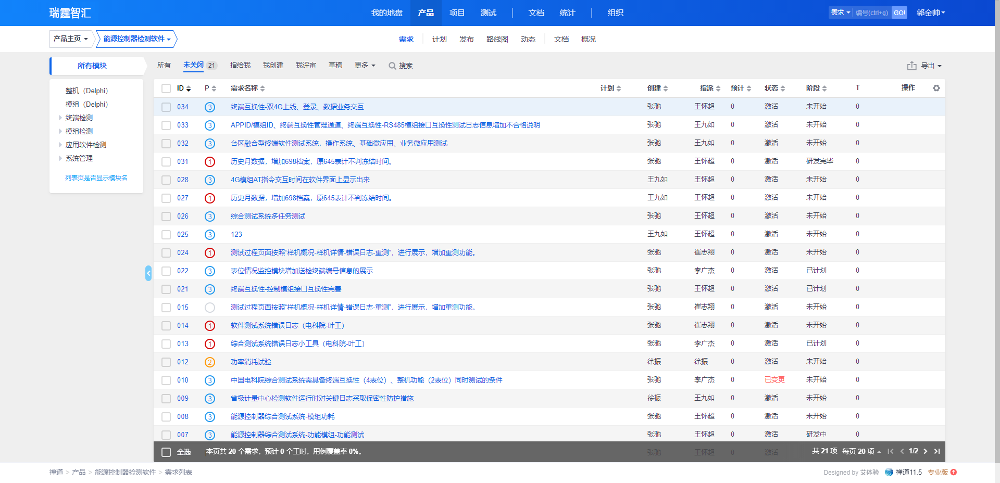 瑞霆智汇 我的地盘 产品 项目 测试 文档 统计 组织 需求 编号(ctrl+g) GO! 郭金帅
产品主页 能源控制器检测软件 需求 计划 发布 路线图 动态 文档 概况
所有模块 所有 未关闭 21 指给我 我创建 我评审 草稿 更多 搜索 导出
整机（Delphi）
模组（Delphi）
终端检测
模组检测
应用软件检测
系统管理
列表页是否显示模块名
ID P 需求名称 计划 创建 指派 预计 状态 阶段 T 操作
034 3 终端互换性-双4G上线、登录、数据业务交互 张驰 王怀超 0 激活 未开始 0
033 3 APPID/模组ID、终端互换性管理通道、终端互换性-RS485模组接口互换性测试日志信息增加不合格说明 张驰 王九如 0 激活 未开始 0
032 3 台区融合型终端软件测试系统，操作系统、基础微应用、业务微应用测试 张驰 王九如 0 激活 未开始 0
031 1 历史月数据，增加698档案，原645表计不判冻结时间。 张驰 王怀超 0 激活 研发完毕 0
028 3 4G模组AT指令交互时间在软件界面上显示出来 王九如 王怀超 0 激活 未开始 0
027 1 历史月数据，增加698档案，原645表计不判冻结时间。 王九如 王怀超 0 激活 未开始 0
026 3 综合测试系统多任务测试 张驰 王怀超 0 激活 未开始 0
025 3 123 王九如 王怀超 0 激活 未开始 0
024 1 测试过程页面按照“样机概况-样机详情-错误日志-重测”，进行展示，增加重测功能。 张驰 崔志翔 0 激活 未开始 0
022 3 表位情况监控模块增加送检终端编号信息的展示 张驰 李广杰 0 激活 已计划 0
021 3 终端互换性-控制模组接口互换性完善 张驰 王怀超 0 激活 已计划 0
015 测试过程页面按照“样机概况-样机详情-错误日志-重测”，进行展示，增加重测功能。 张驰 崔志翔 0 激活 未开始 0
014 1 软件测试系统错误日志（电科院-叶工） 张驰 崔志翔 0 激活 未开始 0
013 1 综合测试系统错误日志小工具（电科院-叶工） 张驰 李广杰 0 激活 已计划 0
012 2 功率消耗试验 徐振 徐振 0 激活 未开始 0
010 3 中国电科院综合测试系统需具备终端互换性（4表位）、整机功能（2表位）同时测试的条件 张驰 李广杰 0 已变更 未开始 0
009 3 省级计量中心检测软件运行时对关键日志采取保密性防护措施 徐振 王九如 0 激活 未开始 0
008 3 能源控制器综合测试系统-模组功耗 张驰 王怀超 0 激活 未开始 0
007 3 能源控制器综合测试系统-功能模组-功能测试 张驰 王怀超 0 激活 研发中 0
全选 本页共 20 个需求，预计 0 个工时，用例覆盖率 0%。 张驰 王怀超 0 激活 未开始 0 共 21 项 每页 20 项 1/2
禅道 > 产品 > 能源控制器检测软件 > 需求列表 Designed by 艾体验 禅道11.5 专业版